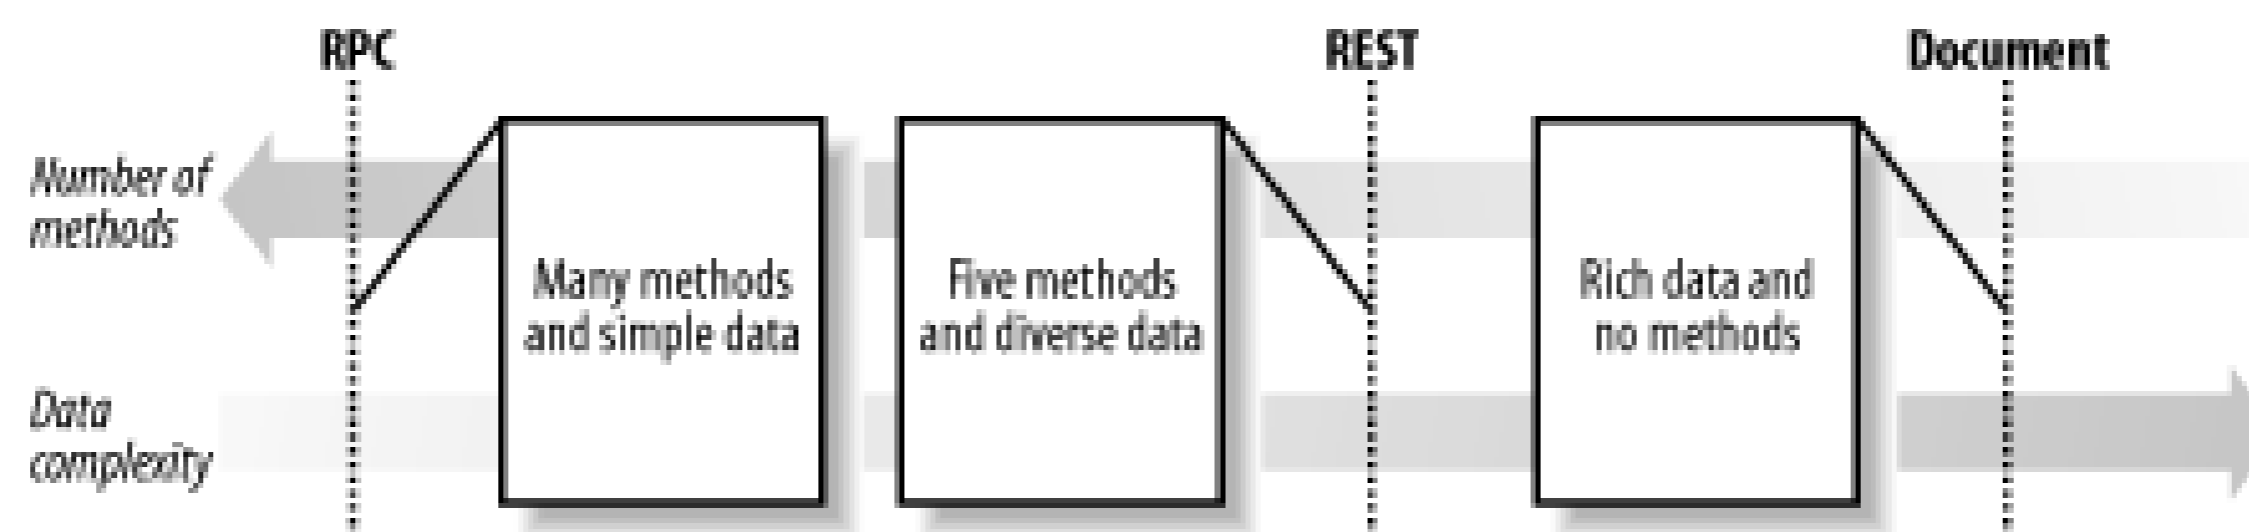 RPC
REST
Document
Number of
methods
Many methods
and simple data
Five methods
and diverse data
Rich data and
no methods
Data
complexity